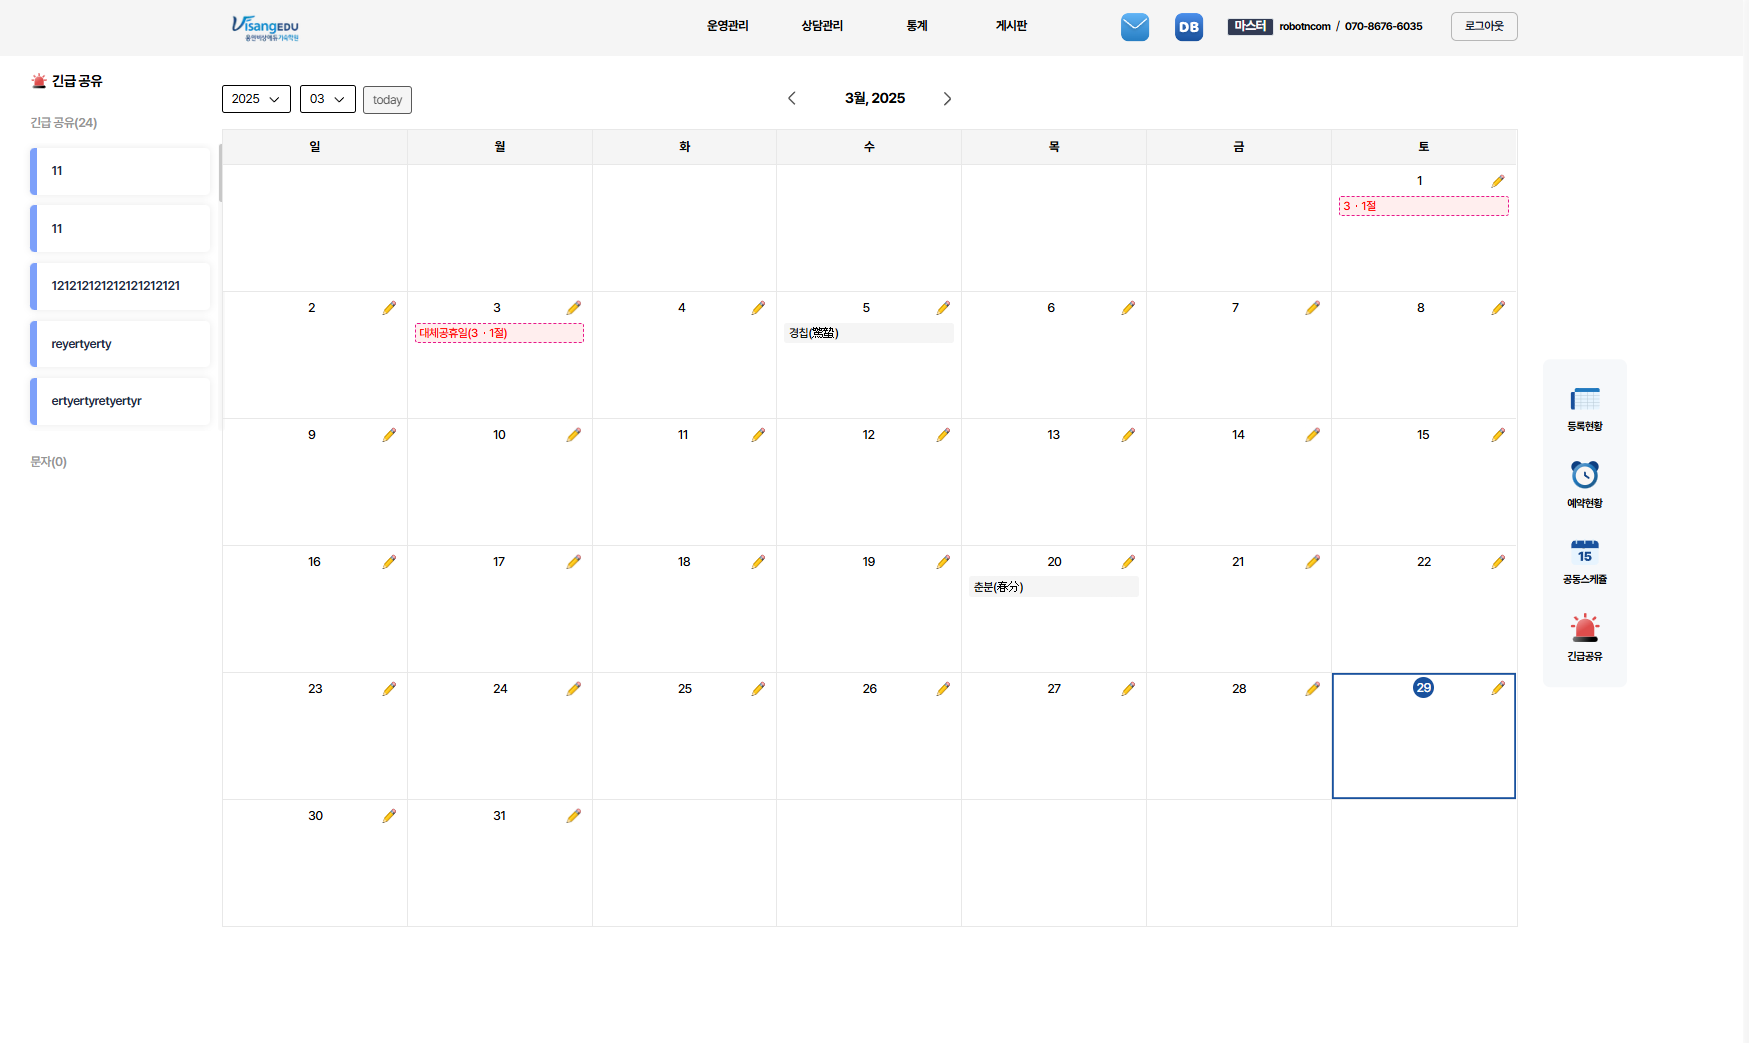 VisangEDU
용인비상에듀기숙학원
운영관리
상담관리
통계
게시판
DB
마스터 robotncom / 070-8676-6035
로그아웃
긴급 공유
긴급 공유(24)
11
11
121212121212121212121
reyertyerty
ertyertyretyertyr
문자(0)
2025
03
today
3월, 2025
일 월 화 수 목 금 토
1
3ㆍ1절
2 3 4 5 6 7 8
대체공휴일(3ㆍ1절)
경칩(驚蟄)
9 10 11 12 13 14 15
16 17 18 19 20 21 22
춘분(春分)
23 24 25 26 27 28 29
30 31
등록현황
예약현황
15
공동스케쥴
긴급공유